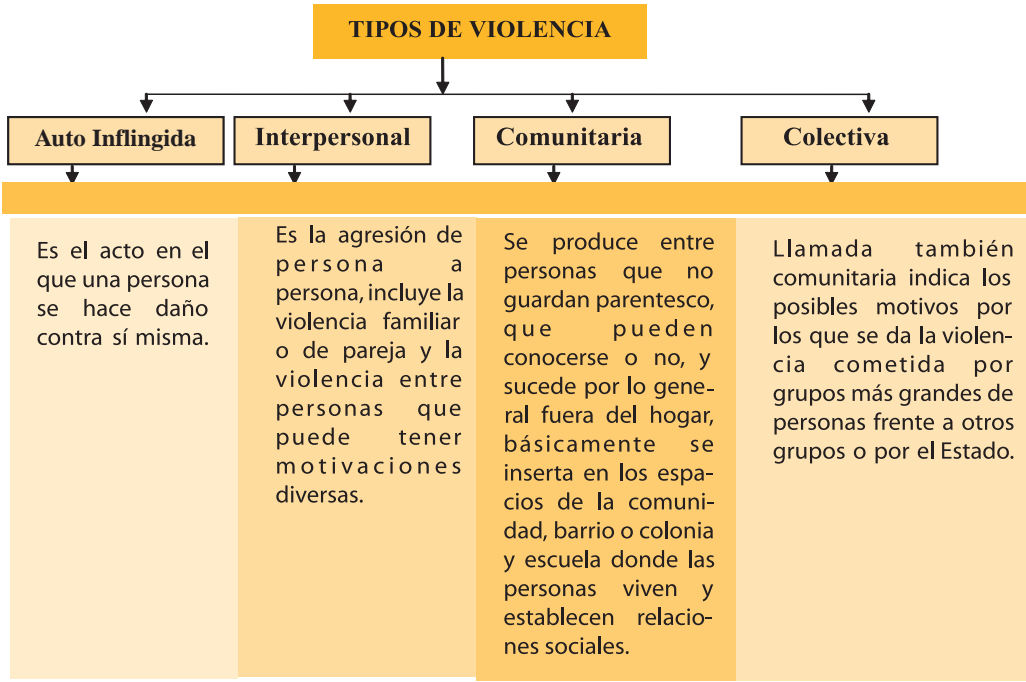 TIPOS DE VIOLENCIA
Auto Inflingida
Interpersonal
Comunitaria
Colectiva
Es el acto en el
que una persona
se hace daño
contra sí misma.
Es la agresión de
persona a
persona, incluye la
violencia familiar
o de pareja y la
violencia entre
personas que
puede tener
motivaciones
diversas.
Se produce entre
personas que no
guardan parentesco,
que pueden
conocerse o no, y
sucede por lo gene-
ral fuera del hogar,
básicamente se
inserta en los espa-
cios de la comuni-
dad, barrio o colonia
y escuela donde las
personas viven y
establecen relacio-
nes sociales.
Llamada también
comunitaria indica los
posibles motivos por
los que se da la violen-
cia cometida por
grupos más grandes de
personas frente a otros
grupos o por el Estado.